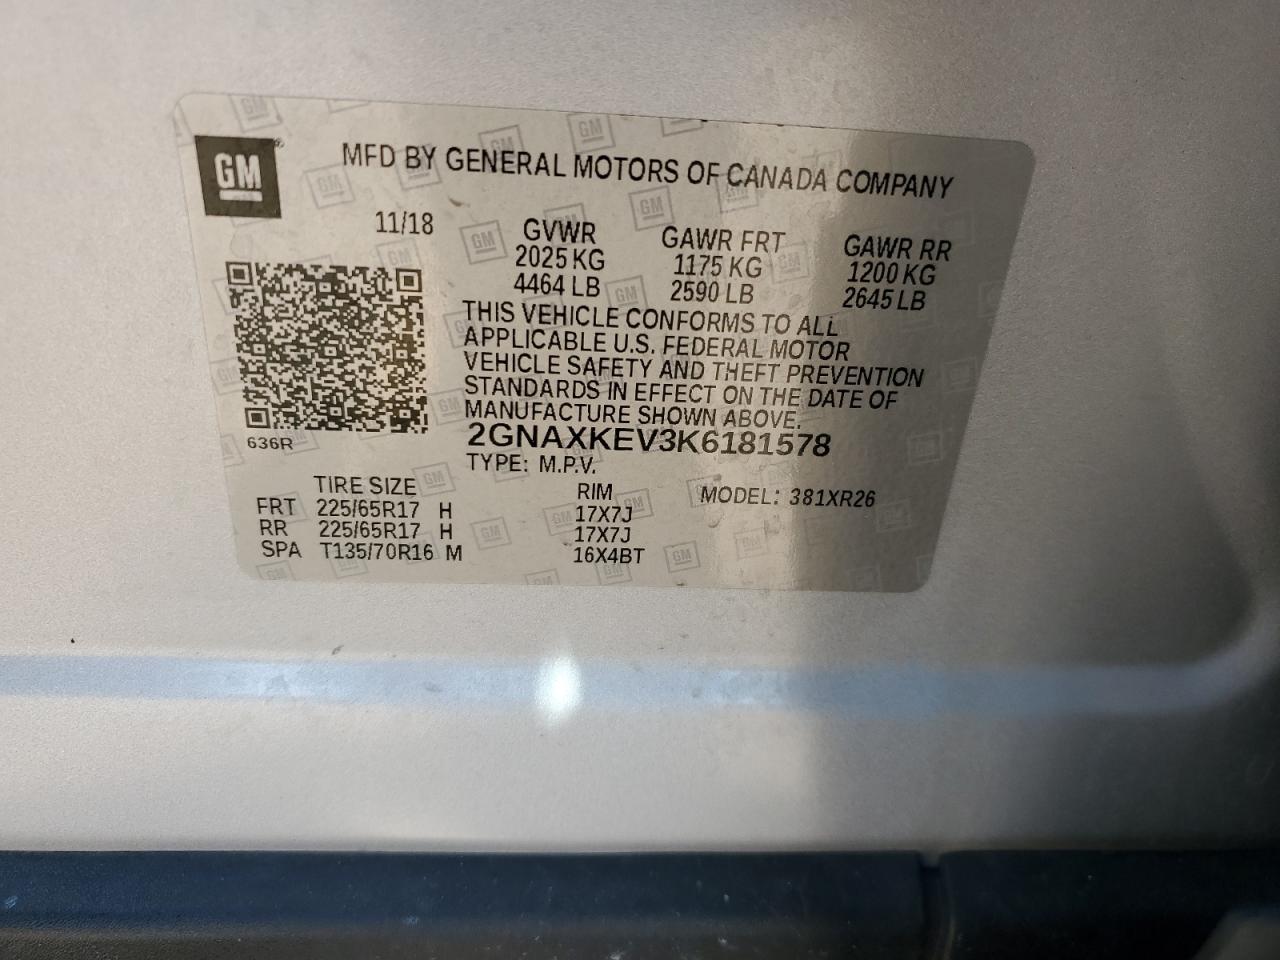 GM
MFD BY GENERAL MOTORS OF CANADA COMPANY
11/18
GVWR GAWR FRT GAWR RR
2025 KG 1175 KG 1200 KG
4464 LB 2590 LB 2645 LB
THIS VEHICLE CONFORMS TO ALL
APPLICABLE U.S. FEDERAL MOTOR
VEHICLE SAFETY AND THEFT PREVENTION
STANDARDS IN EFFECT ON THE DATE OF
MANUFACTURE SHOWN ABOVE.
636R
2GNAXKEV3K6181578
TYPE: M.P.V.
TIRE SIZE RIM MODEL: 381XR26
FRT 225/65R17 H 17X7J
RR 225/65R17 H 17X7J
SPA T135/70R16 M 16X4BT